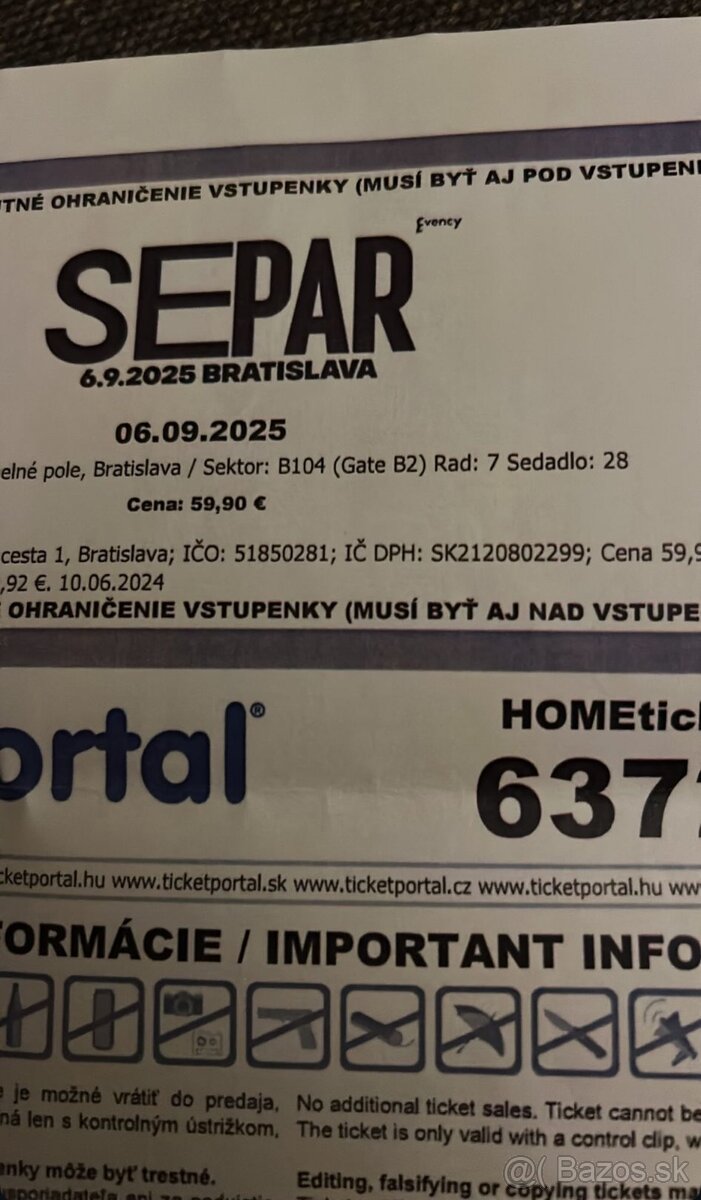 TNÉ OHRANIČENIE VSTUPENKY (MUSÍ BYŤ AJ POD VSTUPENK
Evency
SEPAR
6.9.2025 BRATISLAVA
06.09.2025
elné pole, Bratislava / Sektor: B104 (Gate B2) Rad: 7 Sedadlo: 28
Cena: 59,90 €
cesta 1, Bratislava; IČO: 51850281; IČ DPH: SK2120802299; Cena 59,9
,92 €. 10.06.2024
OHRANIČENIE VSTUPENKY (MUSÍ BYŤ AJ NAD VSTUPE
ortal®
HOMEtick
6372
cketportal.hu www.ticketportal.sk www.ticketportal.cz www.ticketportal.hu ww
FORMÁCIE / IMPORTANT INFO
e je možné vrátiť do predaja,
ná len s kontrolným ústrižkom,
No additional ticket sales. Ticket cannot be
The ticket is only valid with a control clip, w
enky môže byť trestné.
Editing, falsifying or copying tickets ma
@( Bazos.sk